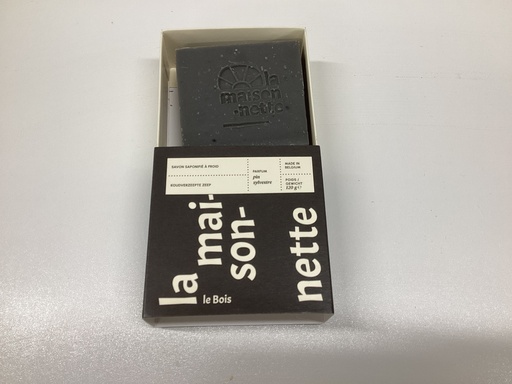 la
maison
·nette·
SAVON SAPONIFIÉ À FROID
KOUDVERZEEPTE ZEEP
PARFUM:
pin
sylvestre
MADE IN
BELGIUM
POIDS /
GEWICHT
120 g
la mai-
son-
nette
le Bois